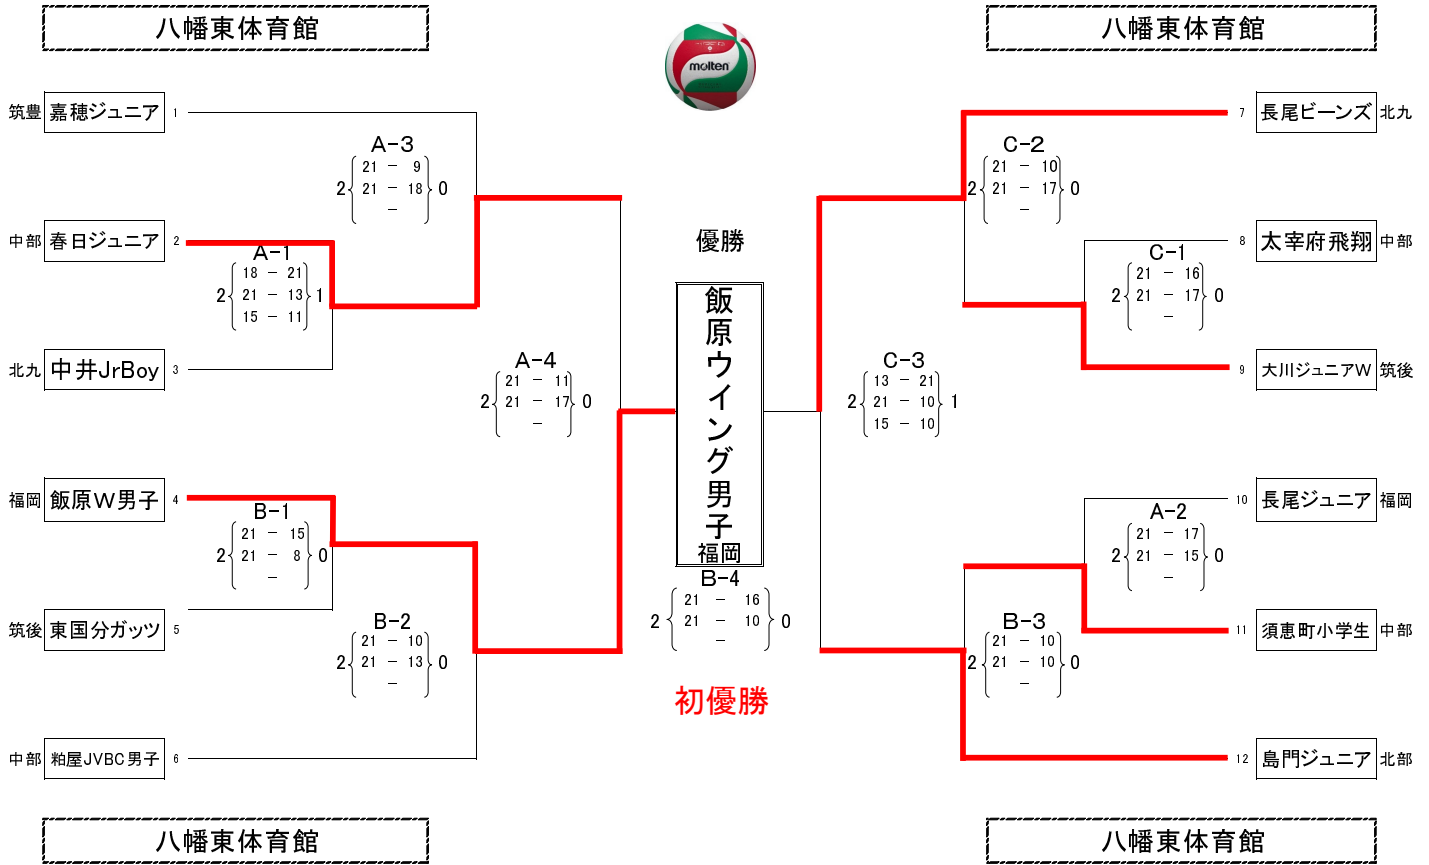 八幡東体育館
八幡東体育館
molten
筑豊 嘉穂ジュニア 1
A-3
2 21 - 9 0
21 - 18
-
中部 春日ジュニア 2
A-1
2 18 - 21 1
21 - 13
15 - 11
北九 中井JrBoy 3
A-4
2 21 - 11 0
21 - 17
-
福岡 飯原W男子 4
B-1
2 21 - 15 0
21 - 8
-
筑後 東国分ガッツ 5
B-2
2 21 - 10 0
21 - 13
-
中部 粕屋JVBC男子 6
優勝
飯原ウイング男子
福岡
B-4
2 21 - 16 0
21 - 10
-
初優勝
7 長尾ビーンズ 北九
C-2
2 21 - 10 0
21 - 17
-
8 太宰府飛翔 中部
C-1
2 21 - 16 0
21 - 17
-
9 大川ジュニアW 筑後
C-3
2 13 - 21 1
21 - 10
15 - 10
10 長尾ジュニア 福岡
A-2
2 21 - 17 0
21 - 15
-
11 須恵町小学生 中部
B-3
2 21 - 10 0
21 - 10
-
12 島門ジュニア 北部
八幡東体育館
八幡東体育館